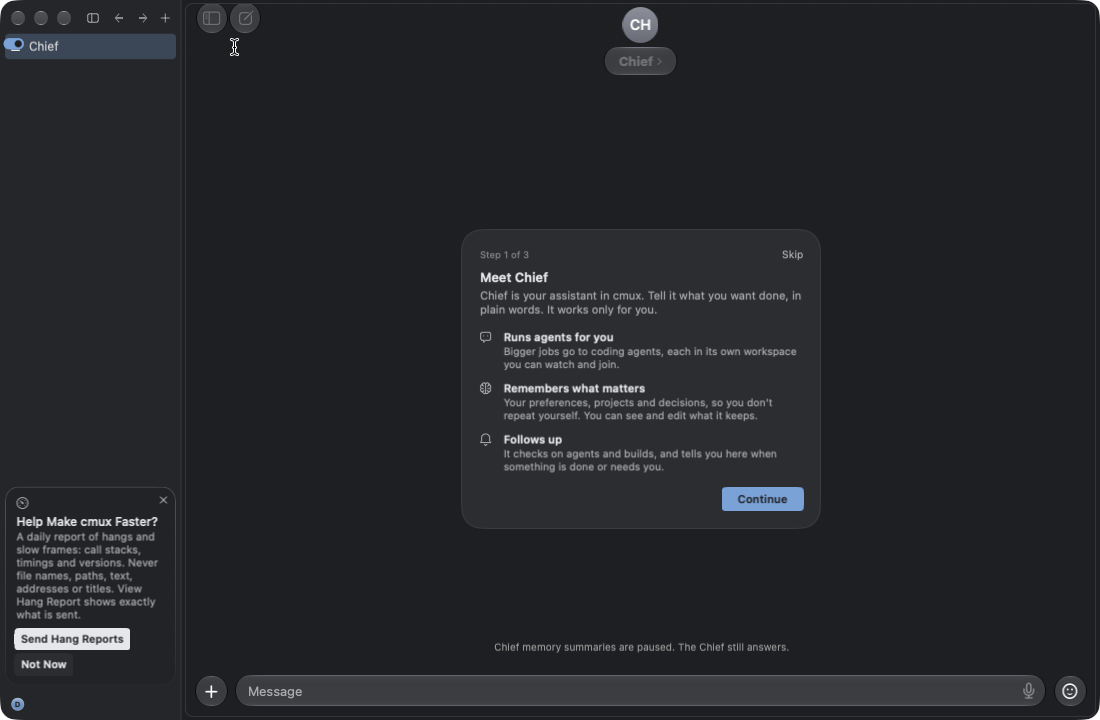 Chief
CH
Chief
Step 1 of 3
Skip
Meet Chief
Chief is your assistant in cmux. Tell it what you want done, in
plain words. It works only for you.
Runs agents for you
Bigger jobs go to coding agents, each in its own workspace
you can watch and join.
Remembers what matters
Your preferences, projects and decisions, so you don't
repeat yourself. You can see and edit what it keeps.
Follows up
It checks on agents and builds, and tells you here when
something is done or needs you.
Continue
Help Make cmux Faster?
A daily report of hangs and
slow frames: call stacks,
timings and versions. Never
file names, paths, text,
addresses or titles. View
Hang Report shows exactly
what is sent.
Send Hang Reports
Not Now
Chief memory summaries are paused. The Chief still answers.
Message
D